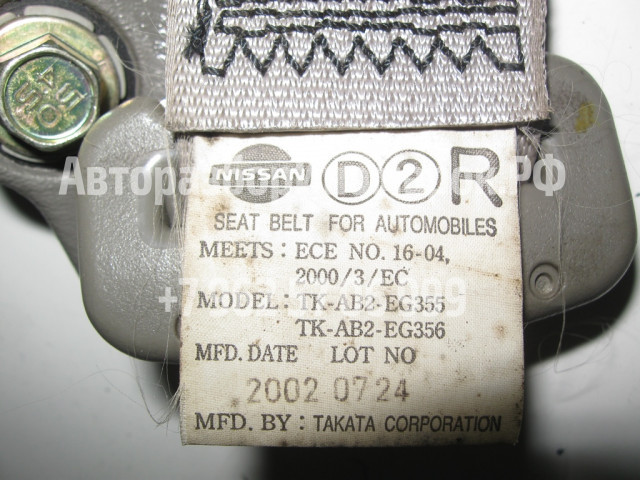 NISSAN D 2 R
SEAT BELT FOR AUTOMOBILES
MEETS: ECE NO. 16-04,
2000/3/EC
MODEL: TK-AB2-EG355
TK-AB2-EG356
MFD. DATE LOT NO
2002 0724
MFD. BY: TAKATA CORPORATION